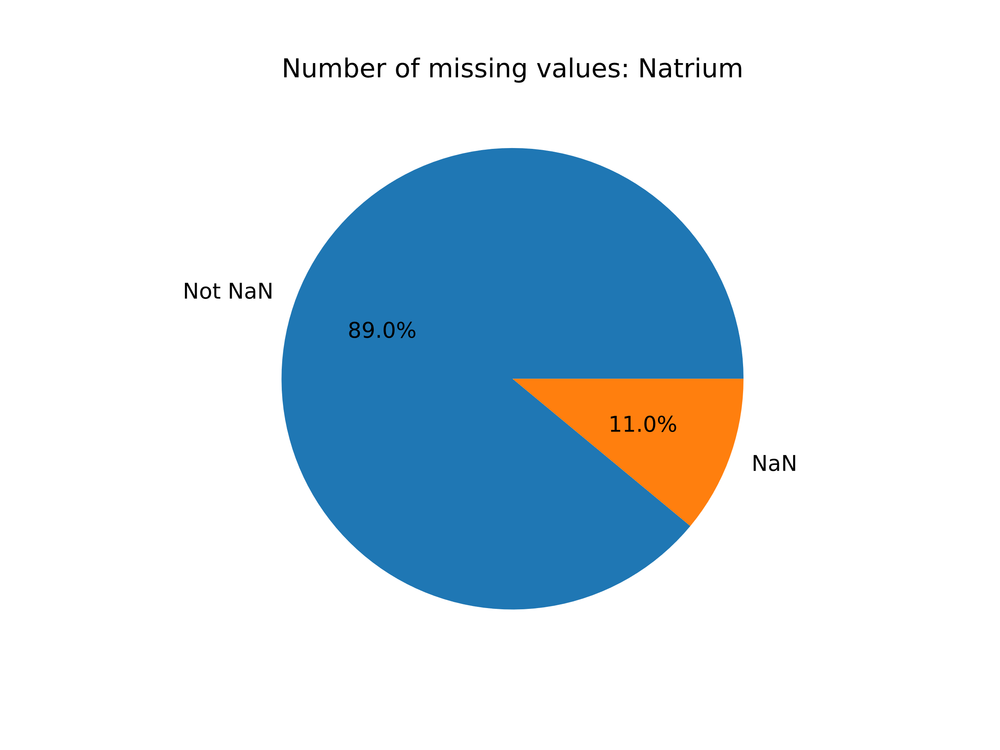 Number of missing values: Natrium
Not NaN
89.0%
11.0%
NaN